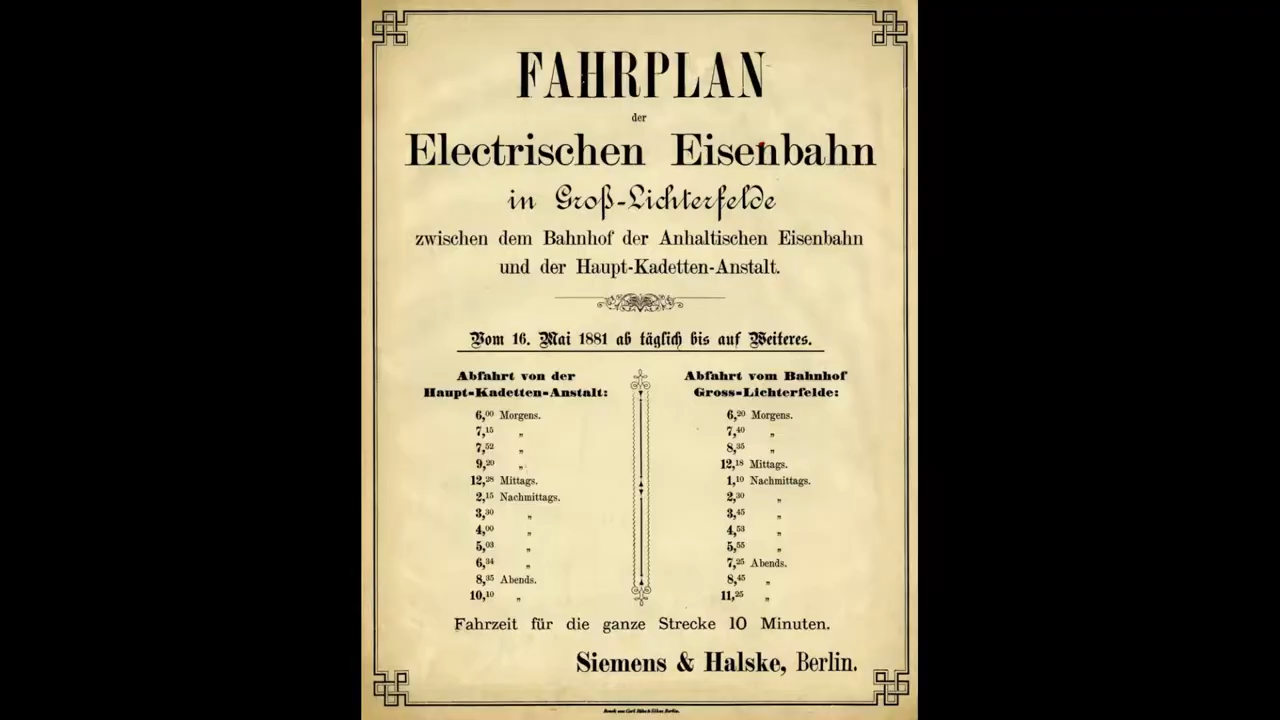 FAHRPLAN
der
Electrischen Eisenbahn
in Groß-Lichterfelde
zwischen dem Bahnhof der Anhaltischen Eisenbahn
und der Haupt-Kadetten-Anstalt.
Vom 16. Mai 1881 ab täglich bis auf Weiteres.
Abfahrt von der
Haupt-Kadetten-Anstalt:
6,00 Morgens.
7,15 „
7,52 „
9,20 „
12,28 Mittags.
2,15 Nachmittags.
3,30 „
4,00 „
5,03 „
6,34 „
8,35 Abends.
10,10 „
Abfahrt vom Bahnhof
Gross-Lichterfelde:
6,20 Morgens.
7,40 „
8,35 „
12,18 Mittags.
1,10 Nachmittags.
2,30 „
3,45 „
4,53 „
5,55 „
7,25 Abends.
8,45 „
11,25 „
Fahrzeit für die ganze Strecke 10 Minuten.
Siemens & Halske, Berlin.